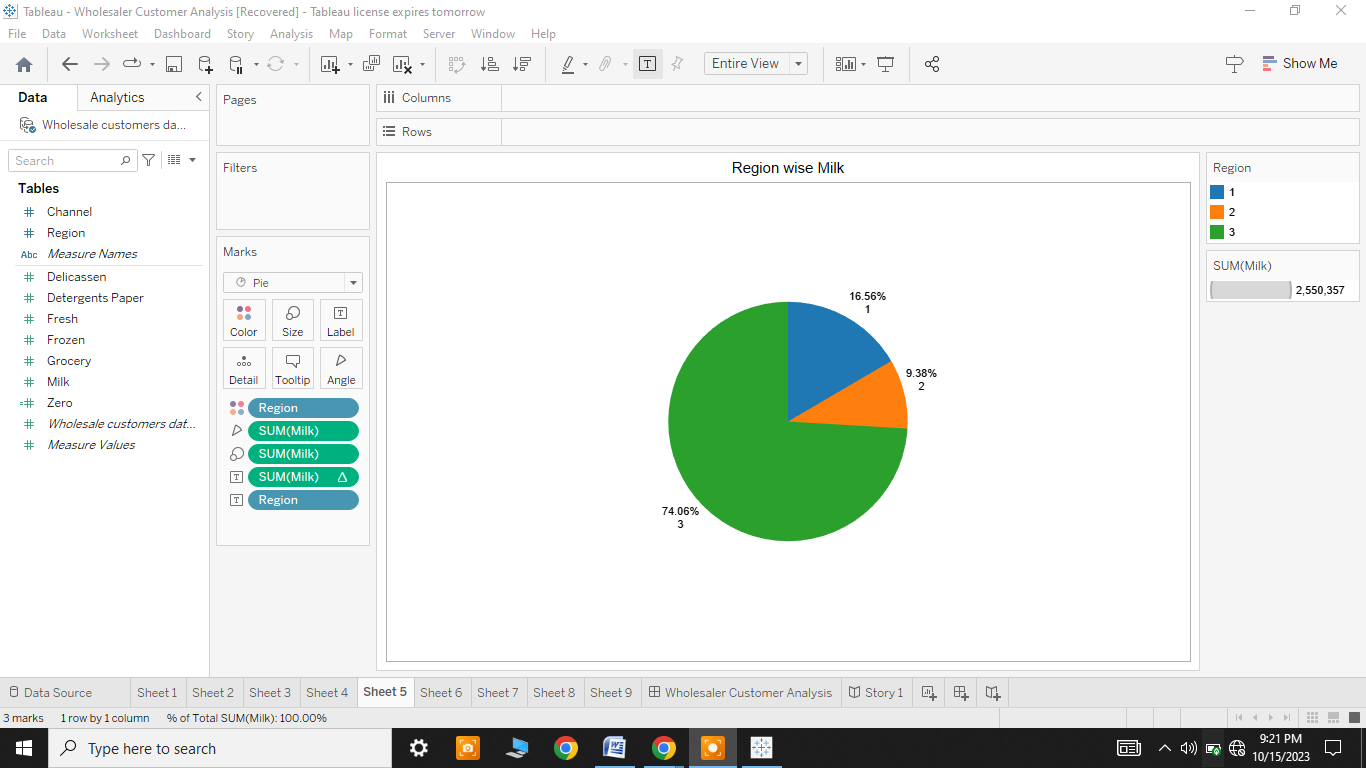 Tableau - Wholesaler Customer Analysis [Recovered] - Tableau license expires tomorrow
File Data Worksheet Dashboard Story Analysis Map Format Server Window Help
Entire View
Show Me
Data Analytics
Wholesale customers da...
Search
Tables
Channel
Region
Abc Measure Names
Delicassen
Detergents Paper
Fresh
Frozen
Grocery
Milk
Zero
Wholesale customers dat...
Measure Values
Pages
Filters
Marks
Pie
Color Size Label
Detail Tooltip Angle
Region
SUM(Milk)
SUM(Milk)
SUM(Milk)
Region
Columns
Rows
Region wise Milk
16.56%
1
9.38%
2
74.06%
3
Region
1
2
3
SUM(Milk)
2,550,357
Data Source Sheet 1 Sheet 2 Sheet 3 Sheet 4 Sheet 5 Sheet 6 Sheet 7 Sheet 8 Sheet 9 Wholesaler Customer Analysis Story 1
3 marks 1 row by 1 column % of Total SUM(Milk): 100.00%
Type here to search
9:21 PM
10/15/2023